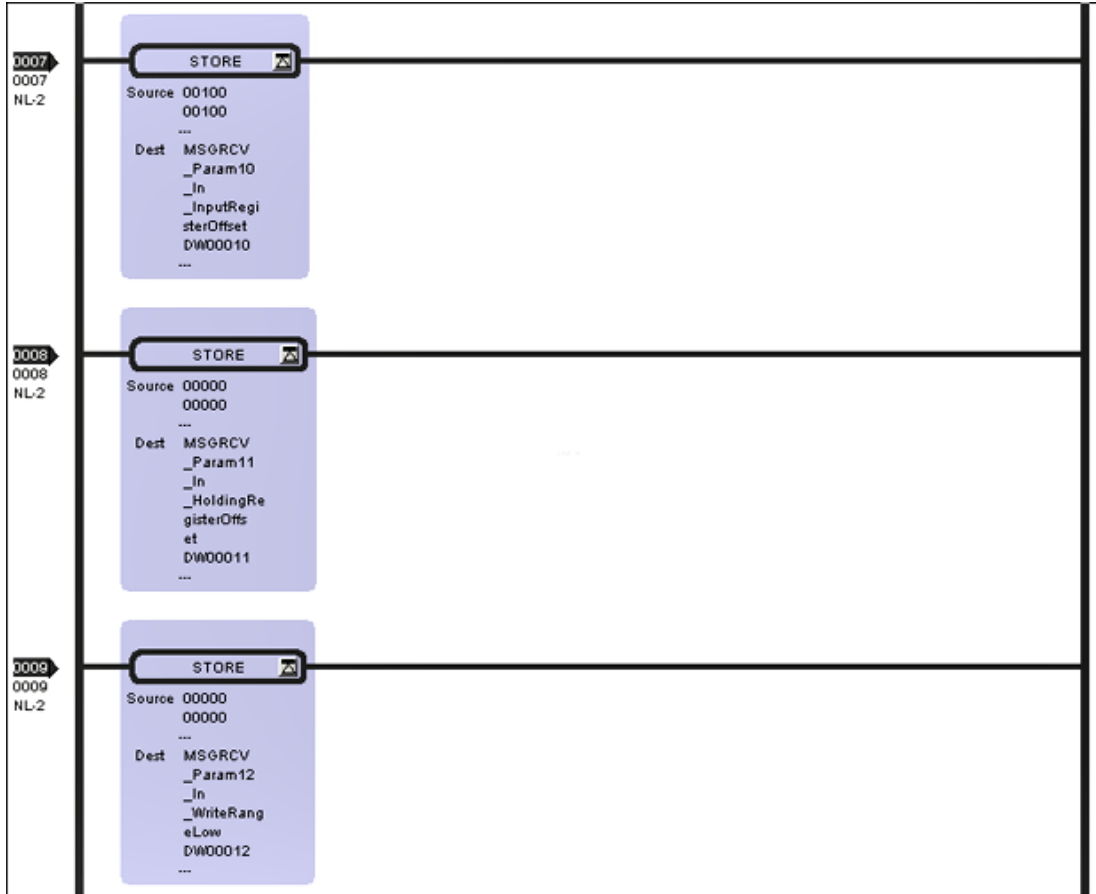 0007
0007
NL-2
STORE
Source 00100
00100
...
Dest MSGRCV
_Param10
_In
_InputRegi
sterOffset
DW00010
...
0008
0008
NL-2
STORE
Source 00000
00000
...
Dest MSGRCV
_Param11
_In
_HoldingRe
gisterOffs
et
DW00011
...
0009
0009
NL-2
STORE
Source 00000
00000
...
Dest MSGRCV
_Param12
_In
_WriteRang
eLow
DW00012
...